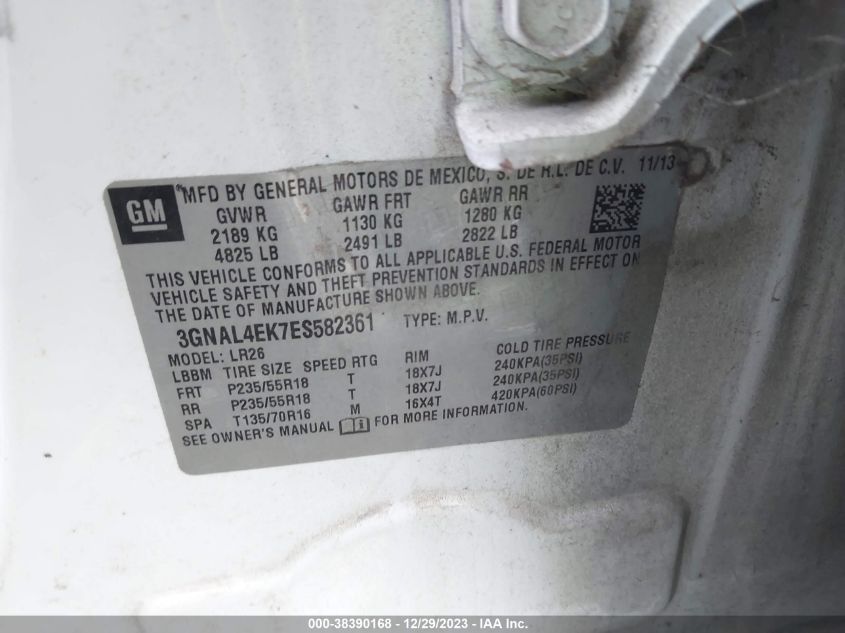 GM
MFD BY GENERAL MOTORS DE MEXICO, S. DE R.L. DE C.V. 11/13
GVWR GAWR FRT GAWR RR
2189 KG 1130 KG 1280 KG
4825 LB 2491 LB 2822 LB
THIS VEHICLE CONFORMS TO ALL APPLICABLE U.S. FEDERAL MOTOR
VEHICLE SAFETY AND THEFT PREVENTION STANDARDS IN EFFECT ON
THE DATE OF MANUFACTURE SHOWN ABOVE.
3GNAL4EK7ES582361 TYPE: M.P.V.
MODEL: LR26
LBBM TIRE SIZE SPEED RTG RIM COLD TIRE PRESSURE
FRT P235/55R18 T 18X7J 240KPA(35PSI)
RR P235/55R18 T 18X7J 240KPA(35PSI)
SPA T135/70R16 M 16X4T 420KPA(60PSI)
SEE OWNER'S MANUAL FOR MORE INFORMATION.
000-38390168 - 12/29/2023 - IAA Inc.